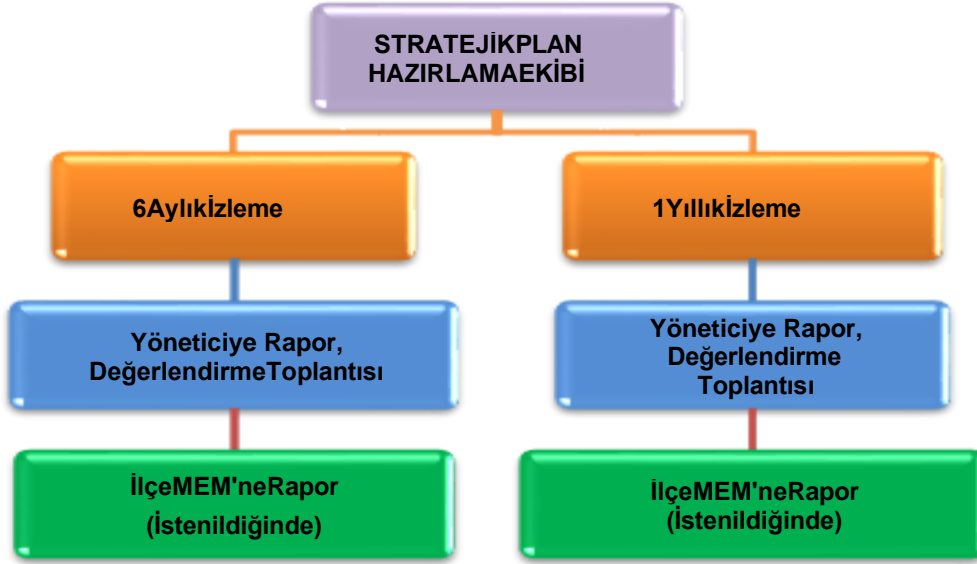 STRATEJİKPLAN
HAZIRLAMAEKİBİ
6Aylıkİzleme
1Yıllıkİzleme
Yöneticiye Rapor,
DeğerlendirmeToplantısı
Yöneticiye Rapor,
Değerlendirme
Toplantısı
İlçeMEM'neRapor
(İstenildiğinde)
İlçeMEM'neRapor
(İstenildiğinde)